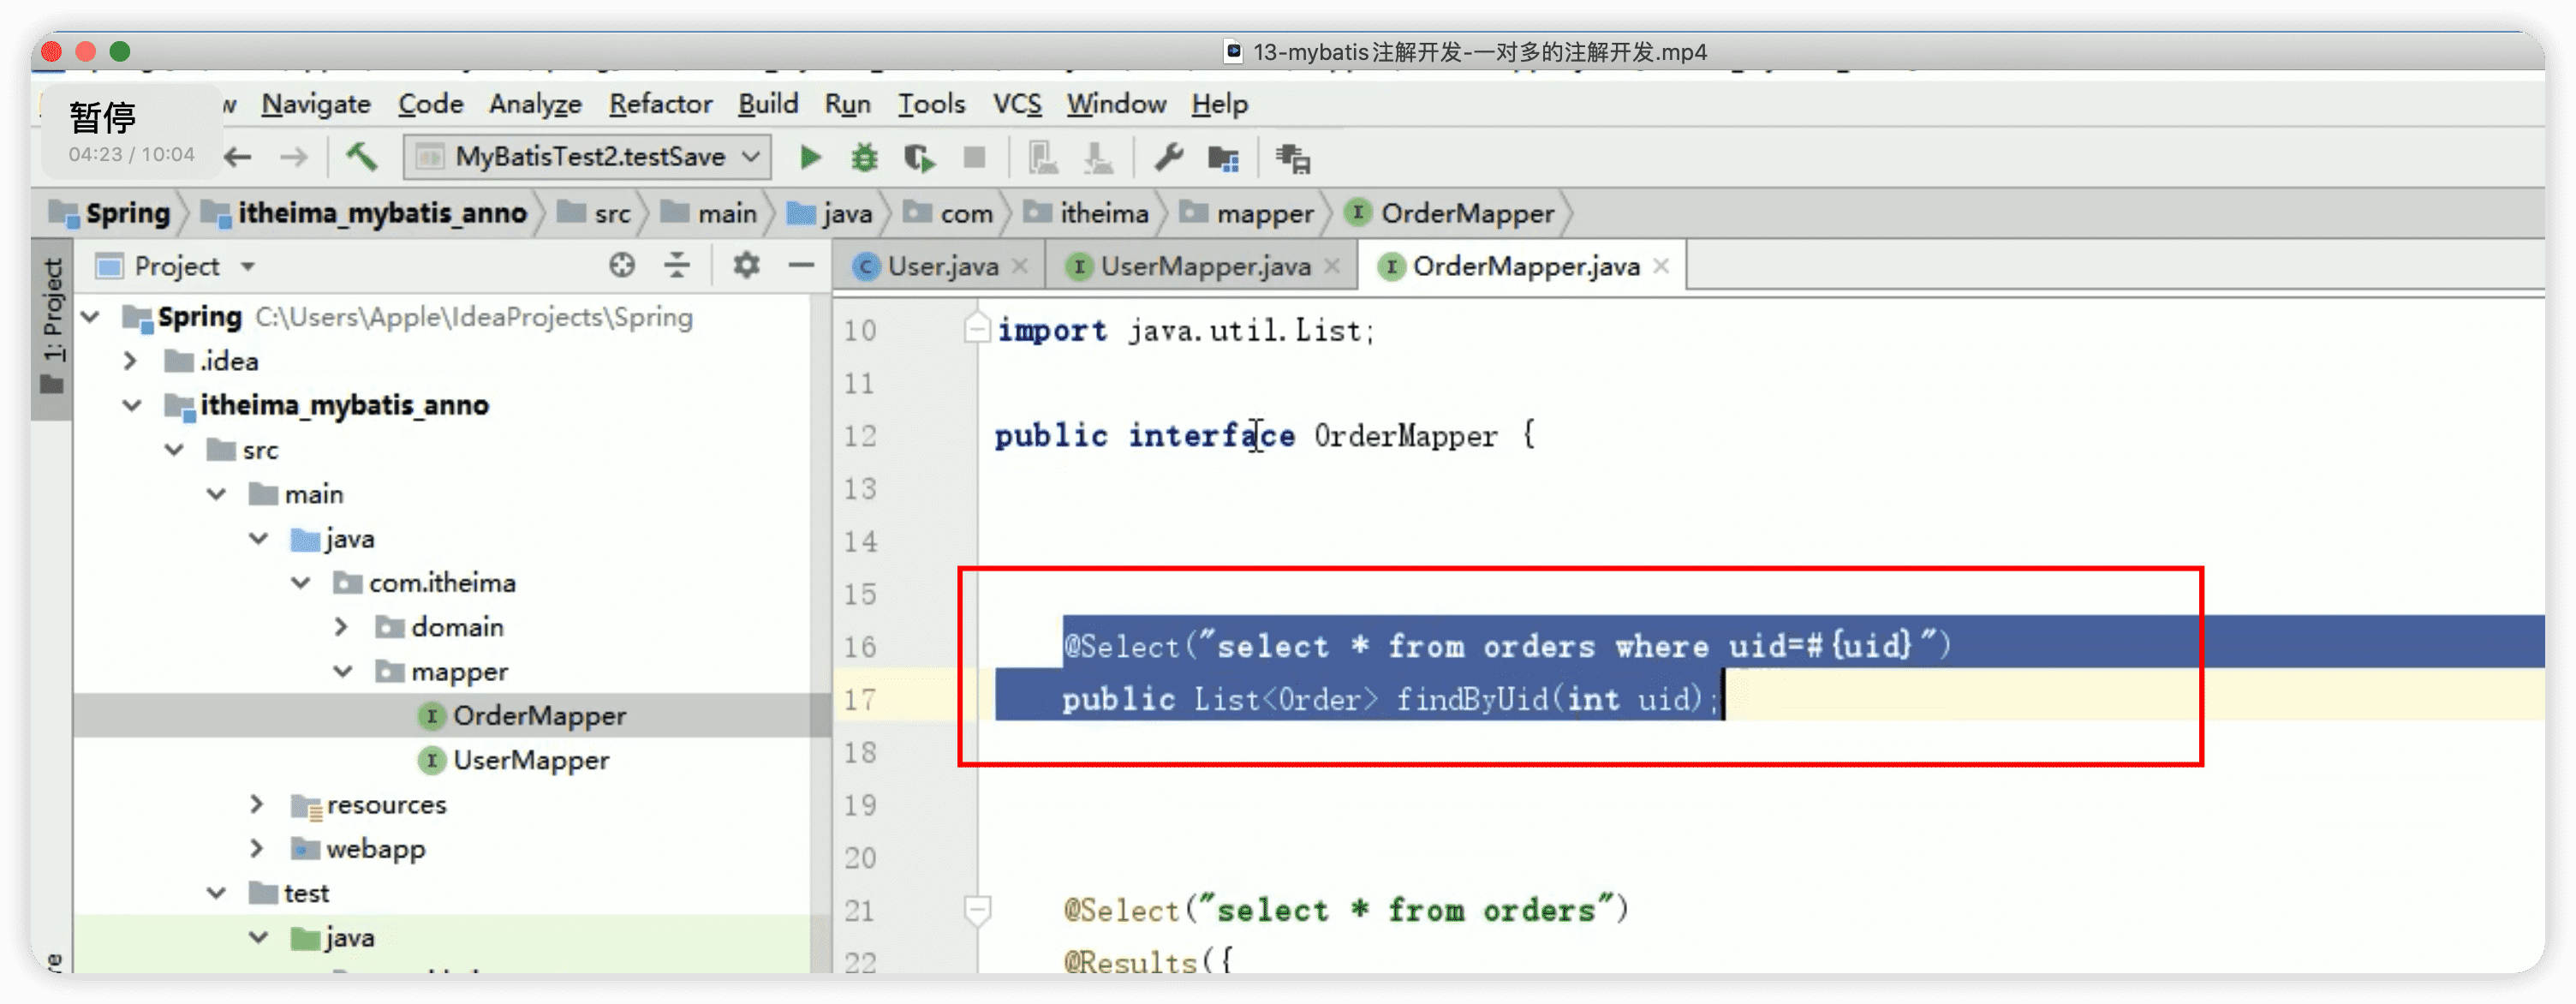 13-mybatis注解开发-一对多的注解开发.mp4
暂停
04:23 / 10:04
w Navigate Code Analyze Refactor Build Run Tools VCS Window Help
MyBatisTest2.testSave
Spring itheima_mybatis_anno src main java com itheima mapper OrderMapper
1: Project
Project
User.java UserMapper.java OrderMapper.java
Spring C:\Users\Apple\IdeaProjects\Spring
.idea
itheima_mybatis_anno
src
main
java
com.itheima
domain
mapper
OrderMapper
UserMapper
resources
webapp
test
java
10 import java.util.List;
11
12 public interface OrderMapper {
13
14
15
16 @Select("select * from orders where uid=#{uid}")
17 public List<Order> findByUid(int uid);
18
19
20
21 @Select("select * from orders")
22 @Results({